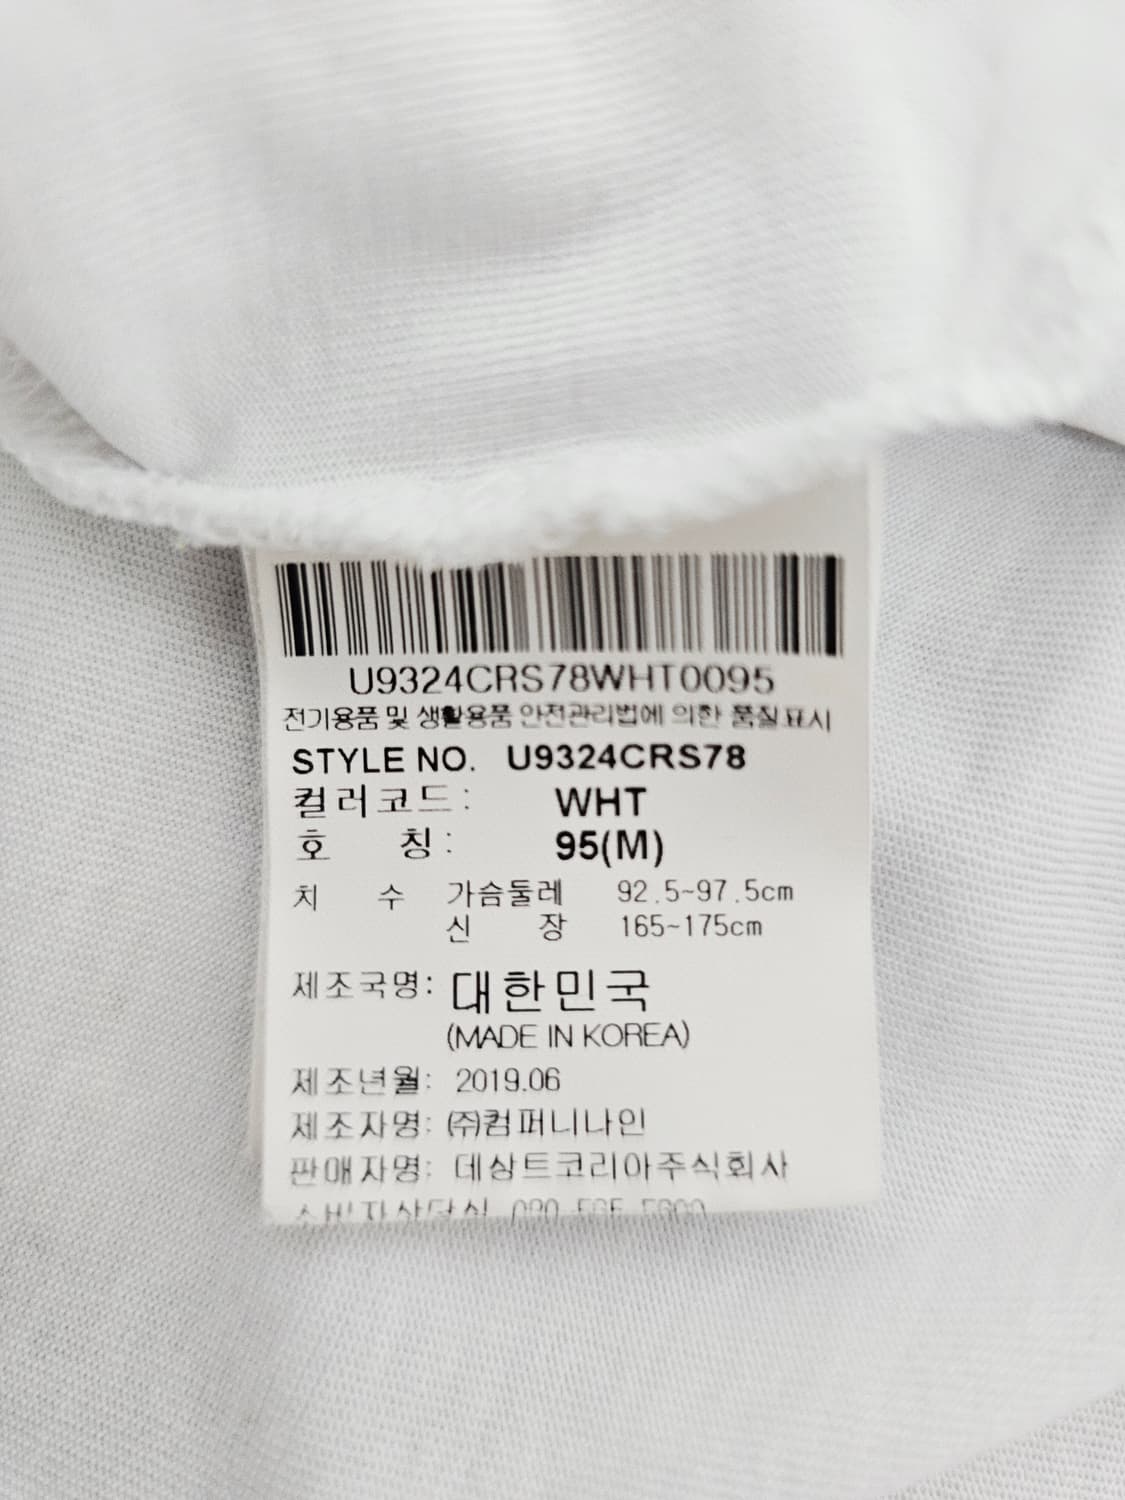 U9324CRS78WHT0095
전기용품 및 생활용품 안전관리법에 의한 품질표시
STYLE NO. U9324CRS78
컬러코드: WHT
호 칭: 95(M)
치 수 가슴둘레 92.5~97.5cm
신 장 165~175cm
제조국명: 대한민국
(MADE IN KOREA)
제조년월: 2019.06
제조자명: ㈜컴퍼니나인
판매자명: 데상트코리아주식회사